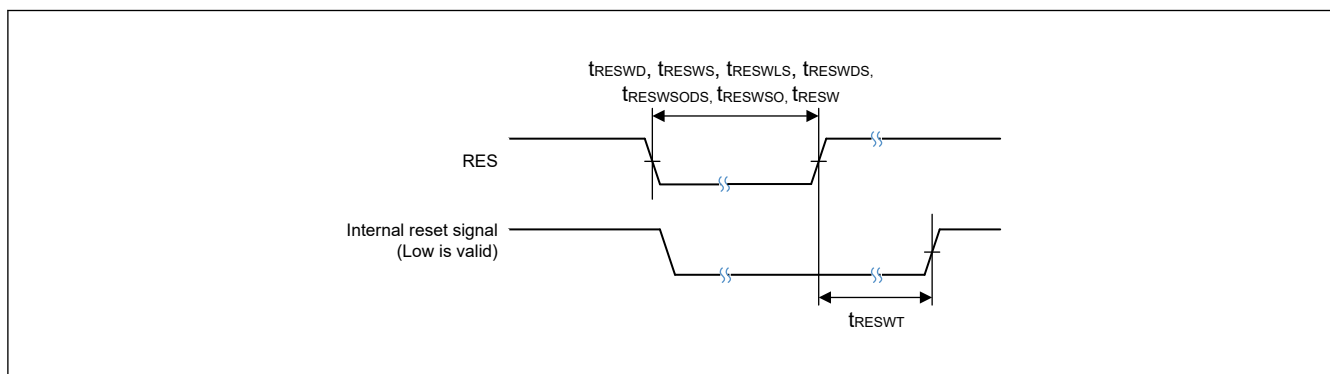 tRESWD, tRESWS, tRESWLS, tRESWDS,
tRESWSODS, tRESWSO, tRESW
RES
Internal reset signal
(Low is valid)
tRESWT